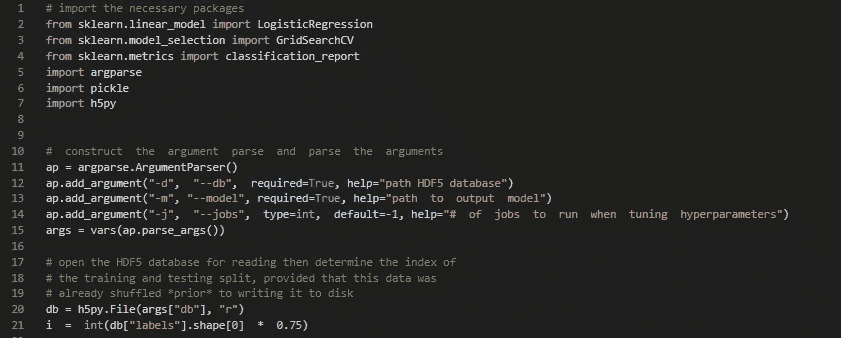 1 # import the necessary packages
2 from sklearn.linear_model import LogisticRegression
3 from sklearn.model_selection import GridSearchCV
4 from sklearn.metrics import classification_report
5 import argparse
6 import pickle
7 import h5py
8
9
10 #  construct  the  argument  parse  and  parse  the  arguments
11 ap = argparse.ArgumentParser()
12 ap.add_argument("-d",  "--db",  required=True, help="path HDF5 database")
13 ap.add_argument("-m", "--model", required=True, help="path  to  output  model")
14 ap.add_argument("-j",  "--jobs",  type=int,  default=-1, help="#  of  jobs  to  run  when  tuning  hyperparameters")
15 args = vars(ap.parse_args())
16
17 # open the HDF5 database for reading then determine the index of
18 # the training and testing split, provided that this data was
19 # already shuffled *prior* to writing it to disk
20 db = h5py.File(args["db"], "r")
21 i  =  int(db["labels"].shape[0]  *  0.75)